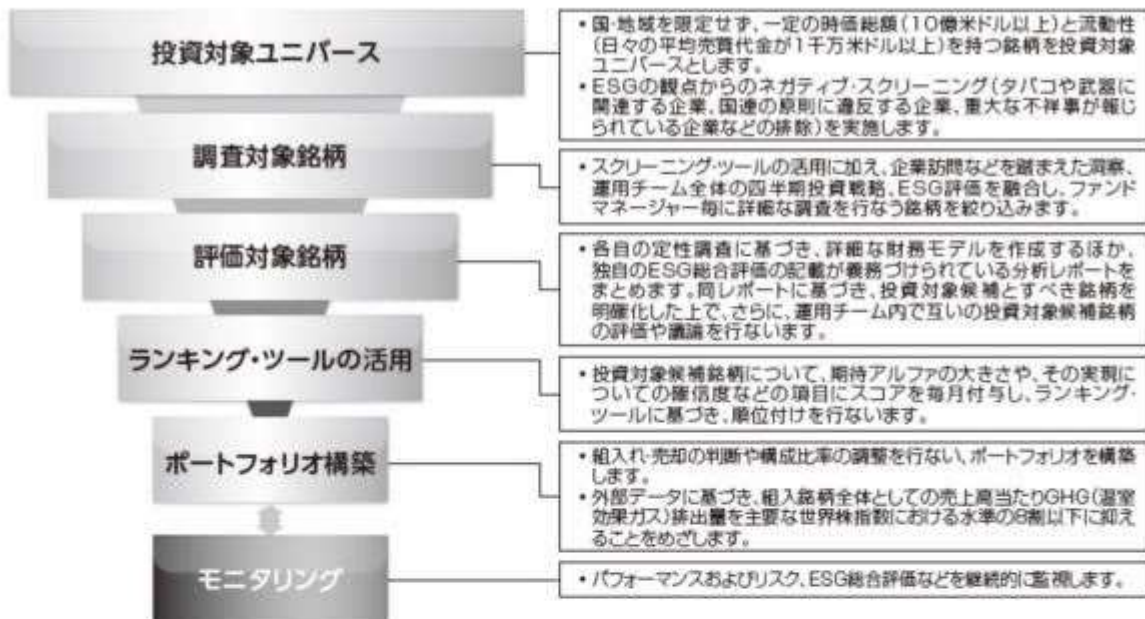 投資対象ユニバース
• 国・地域を限定せず、一定の時価総額(10億米ドル以上)と流動性
(日々の平均売買代金が1千万米ドル以上)を持つ銘柄を投資対象
ユニバースとします。
• ESGの観点からのネガティブ・スクリーニング(タバコや武器に
関連する企業、国連の原則に違反する企業、重大な不祥事が報じ
られている企業などの排除)を実施します。
調査対象銘柄
• スクリーニング・ツールの活用に加え、企業訪問などを踏まえた洞察、
運用チーム全体の四半期投資戦略、ESG評価を融合し、ファンド
マネージャー毎に詳細な調査を行なう銘柄を絞り込みます。
評価対象銘柄
• 各自の定性調査に基づき、詳細な財務モデルを作成するほか、
独自のESG総合評価の記載が義務づけられている分析レポートを
まとめます。同レポートに基づき、投資対象候補とすべき銘柄を
明確化した上で、さらに、運用チーム内で互いの投資対象候補銘柄
の評価や議論を行ないます。
ランキング・ツールの活用
• 投資対象候補銘柄について、期待アルファの大きさや、その実現に
ついての確信度などの項目にスコアを毎月付与し、ランキング・
ツールに基づき、順位付けを行ないます。
ポートフォリオ構築
• 組入れ・売却の判断や構成比率の調整を行ない、ポートフォリオを構築
します。
• 外部データに基づき、組入銘柄全体としての売上高当たりGHG(温室
効果ガス)排出量を主要な世界株指数における水準の8割以下に抑え
ることをめざします。
モニタリング
• パフォーマンスおよびリスク、ESG総合評価などを継続的に監視します。